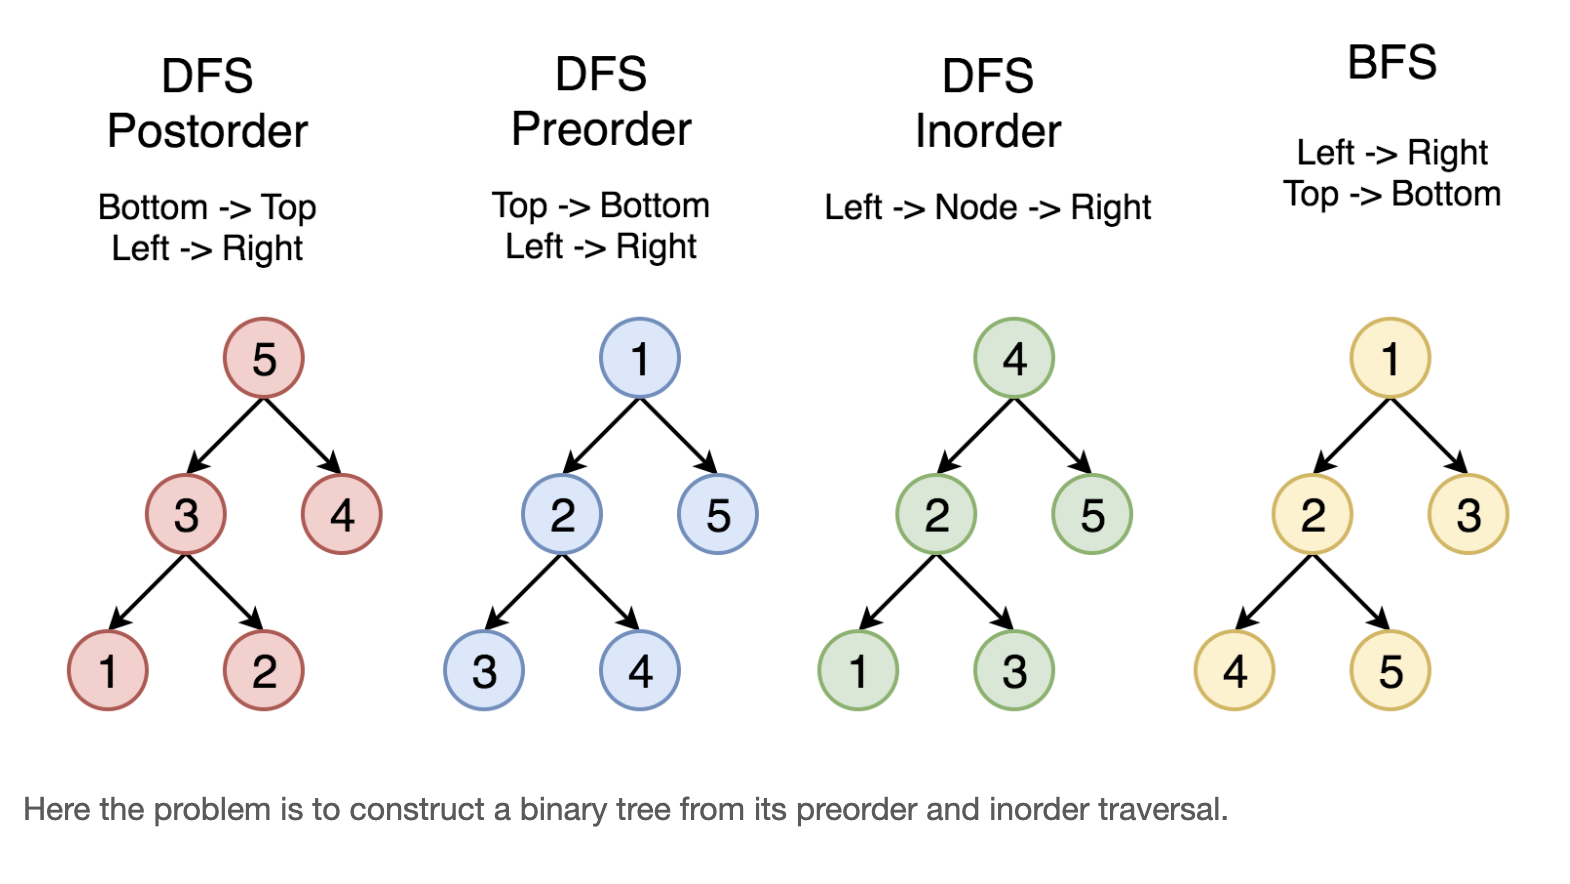 DFS
Postorder
Bottom -> Top
Left -> Right
5
3
4
1
2
DFS
Preorder
Top -> Bottom
Left -> Right
1
2
5
3
4
DFS
Inorder
Left -> Node -> Right
4
2
5
1
3
BFS
Left -> Right
Top -> Bottom
1
2
3
4
5
Here the problem is to construct a binary tree from its preorder and inorder traversal.